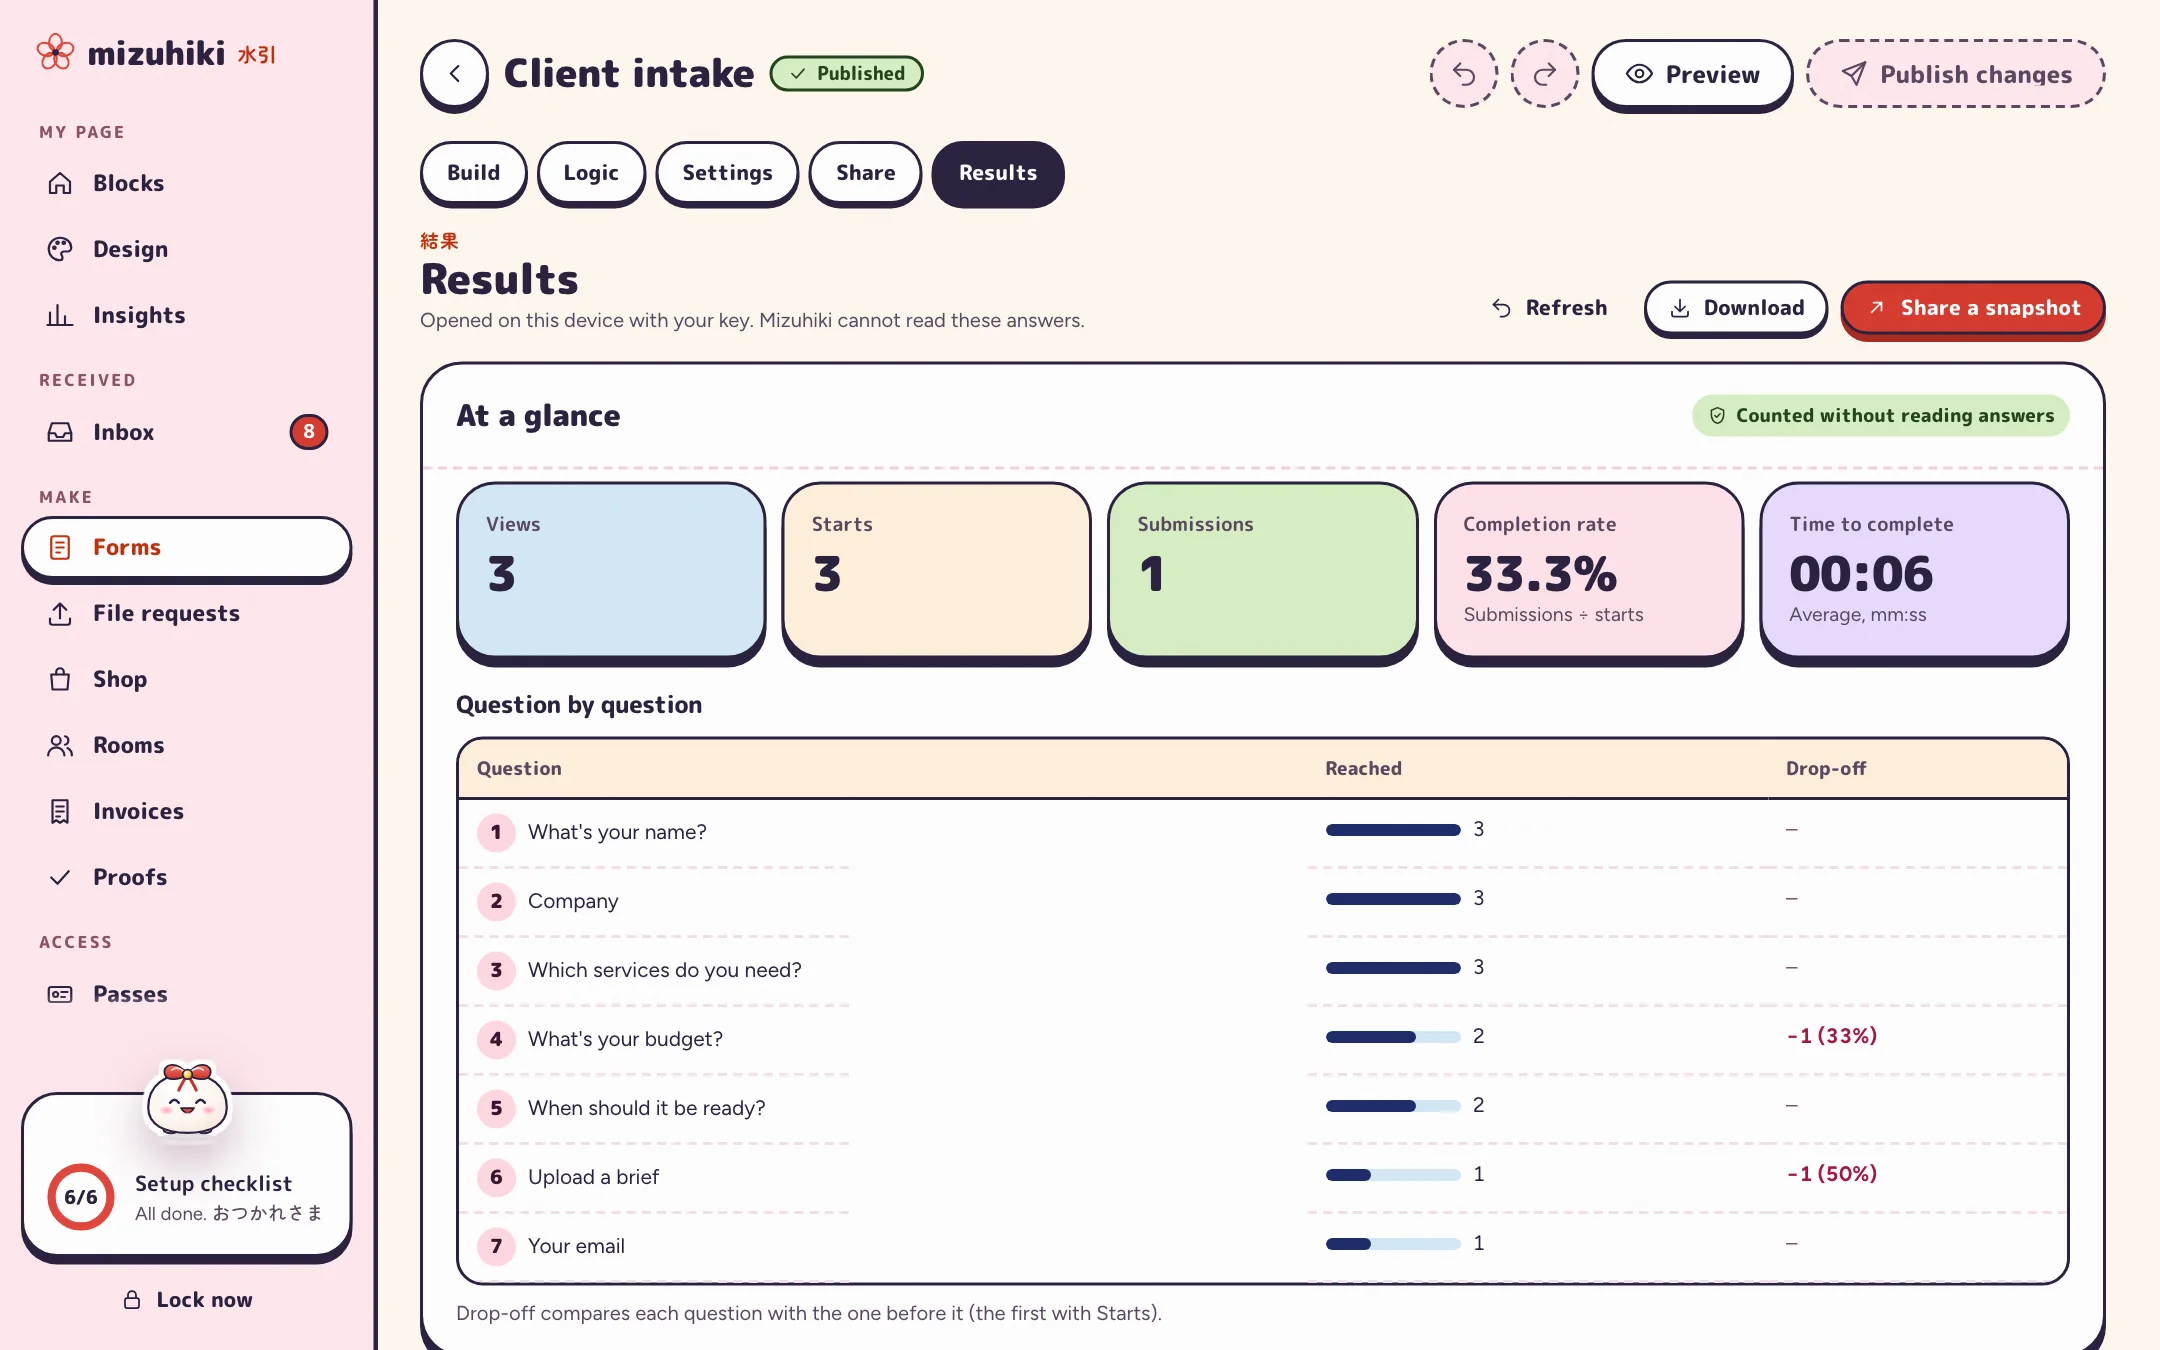 mizuhiki 水引
MY PAGE
Blocks
Design
Insights
RECEIVED
Inbox 8
MAKE
Forms
File requests
Shop
Rooms
Invoices
Proofs
ACCESS
Passes
6/6
Setup checklist
All done. おつかれさま
Lock now
Client intake
Published
Preview
Publish changes
Build
Logic
Settings
Share
Results
結果
Results
Opened on this device with your key. Mizuhiki cannot read these answers.
Refresh
Download
Share a snapshot
At a glance
Counted without reading answers
Views
3
Starts
3
Submissions
1
Completion rate
33.3%
Submissions ÷ starts
Time to complete
00:06
Average, mm:ss
Question by question
Question Reached Drop-off
1 What's your name? 3 –
2 Company 3 –
3 Which services do you need? 3 –
4 What's your budget? 2 -1 (33%)
5 When should it be ready? 2 –
6 Upload a brief 1 -1 (50%)
7 Your email 1 –
Drop-off compares each question with the one before it (the first with Starts).